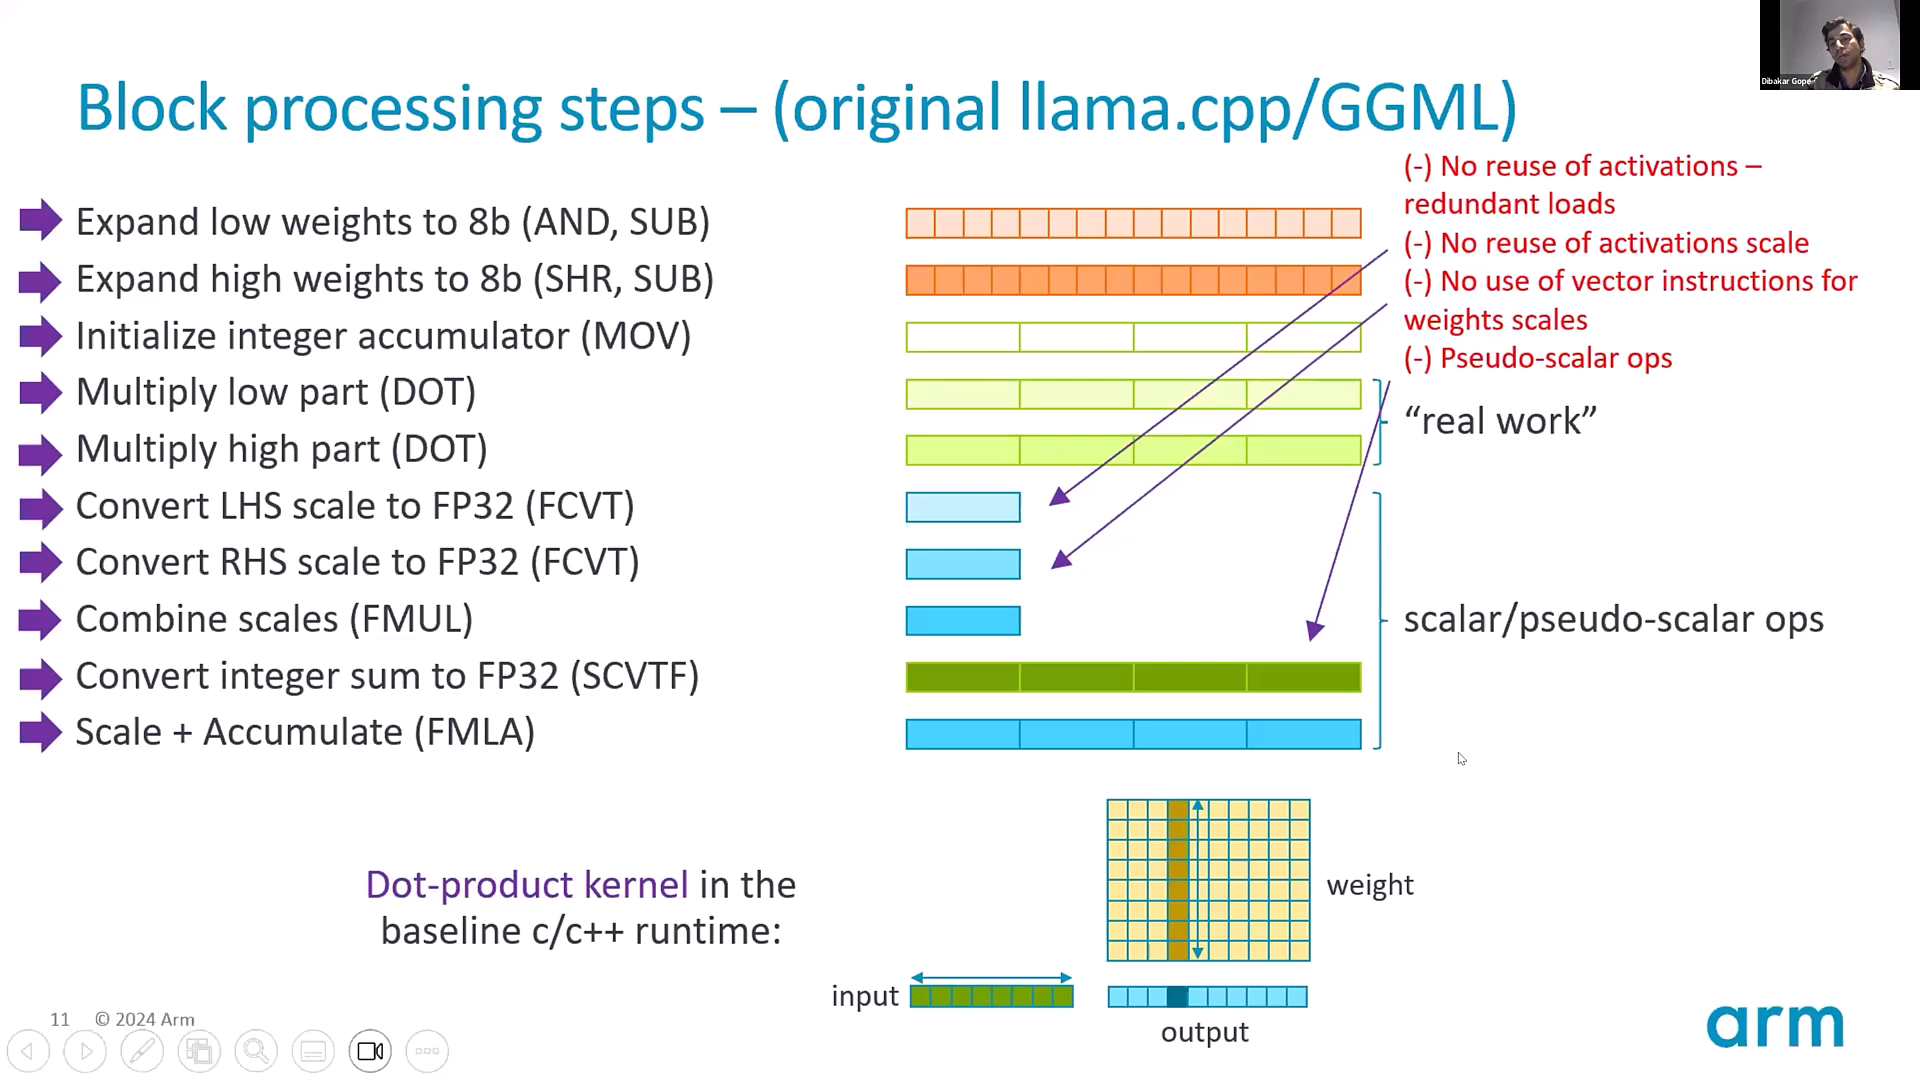 Dibakar Gope
Block processing steps – (original llama.cpp/GGML)
(-) No reuse of activations –
redundant loads
(-) No reuse of activations scale
(-) No use of vector instructions for
weights scales
(-) Pseudo-scalar ops
Expand low weights to 8b (AND, SUB)
Expand high weights to 8b (SHR, SUB)
Initialize integer accumulator (MOV)
Multiply low part (DOT)
Multiply high part (DOT)
Convert LHS scale to FP32 (FCVT)
Convert RHS scale to FP32 (FCVT)
Combine scales (FMUL)
Convert integer sum to FP32 (SCVTF)
Scale + Accumulate (FMLA)
“real work”
scalar/pseudo-scalar ops
Dot-product kernel in the
baseline c/c++ runtime:
weight
input
output
11 © 2024 Arm
arm